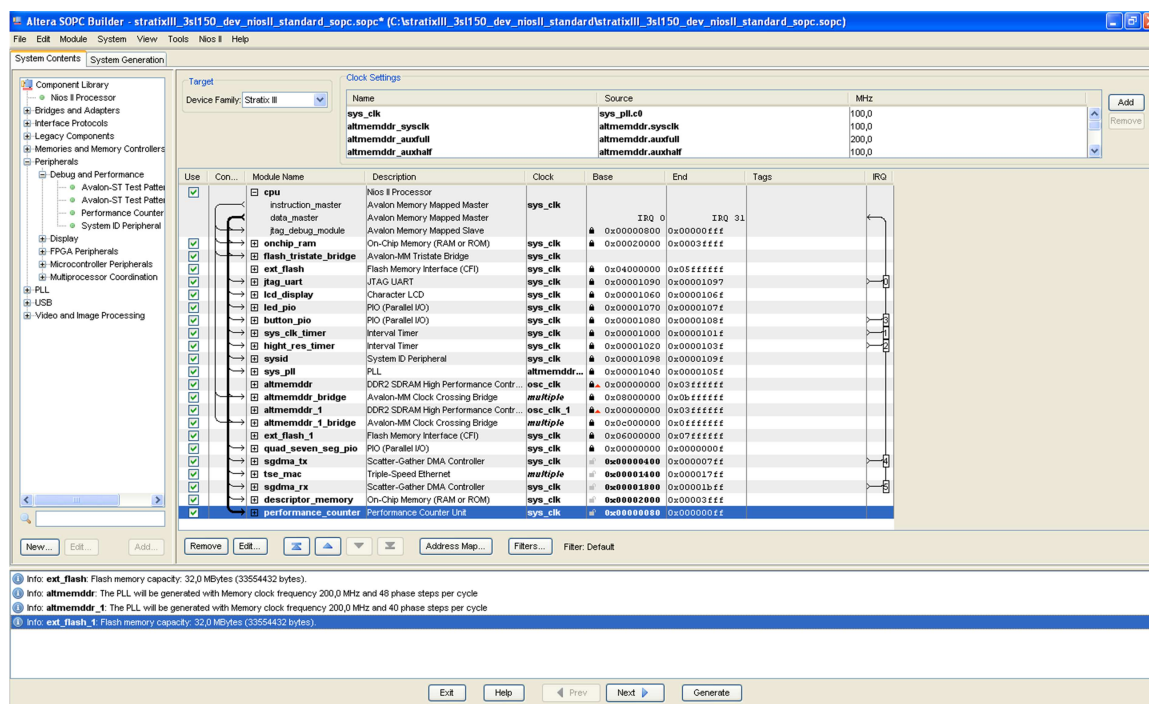 Altera SOPC Builder - stratixIII_3sl150_dev_niosII_standard_sopc.sopc* (C:\stratixIII_3sl150_dev_niosII_standard\stratixIII_3sl150_dev_niosII_standard_sopc.sopc)
File Edit Module System View Tools Nios II Help
System Contents System Generation
Component Library
Nios II Processor
Bridges and Adapters
Interface Protocols
Legacy Components
Memories and Memory Controllers
Peripherals
Debug and Performance
Avalon-ST Test Patter
Avalon-ST Test Patter
Performance Counter
System ID Peripheral
Display
FPGA Peripherals
Microcontroller Peripherals
Multiprocessor Coordination
PLL
USB
Video and Image Processing
New... Edit... Add...
Target
Device Family: Stratix III
Clock Settings
Name Source MHz
sys_clk sys_pll.c0 100,0
altmemddr_sysclk altmemddr.sysclk 100,0
altmemddr_auxfull altmemddr.auxfull 200,0
altmemddr_auxhalf altmemddr.auxhalf 100,0
Add
Remove
Use Con... Module Name Description Clock Base End Tags IRQ
cpu Nios II Processor
instruction_master Avalon Memory Mapped Master sys_clk
data_master Avalon Memory Mapped Master IRQ 0 IRQ 31
jtag_debug_module Avalon Memory Mapped Slave 0x00000800 0x00000fff
onchip_ram On-Chip Memory (RAM or ROM) sys_clk 0x00020000 0x0003ffff
flash_tristate_bridge Avalon-MM Tristate Bridge sys_clk
ext_flash Flash Memory Interface (CFI) sys_clk 0x04000000 0x05ffffff
jtag_uart JTAG UART sys_clk 0x00001090 0x00001097 0
lcd_display Character LCD sys_clk 0x00001060 0x0000106f
led_pio PIO (Parallel I/O) sys_clk 0x00001070 0x0000107f
button_pio PIO (Parallel I/O) sys_clk 0x00001080 0x0000108f 3
sys_clk_timer Interval Timer sys_clk 0x00001000 0x0000101f 1
hight_res_timer Interval Timer sys_clk 0x00001020 0x0000103f 2
sysid System ID Peripheral sys_clk 0x00001098 0x0000109f
sys_pll PLL altmemddr... 0x00001040 0x0000105f
altmemddr DDR2 SDRAM High Performance Contr... osc_clk 0x00000000 0x03ffffff
altmemddr_bridge Avalon-MM Clock Crossing Bridge multiple 0x08000000 0x0bffffff
altmemddr_1 DDR2 SDRAM High Performance Contr... osc_clk_1 0x00000000 0x03ffffff
altmemddr_1_bridge Avalon-MM Clock Crossing Bridge multiple 0x0c000000 0x0fffffff
ext_flash_1 Flash Memory Interface (CFI) sys_clk 0x06000000 0x07ffffff
quad_seven_seg_pio PIO (Parallel I/O) sys_clk 0x00000000 0x0000000f
sgdma_tx Scatter-Gather DMA Controller sys_clk 0x00000400 0x000007ff 4
tse_mac Triple-Speed Ethernet multiple 0x00001400 0x000017ff
sgdma_rx Scatter-Gather DMA Controller sys_clk 0x00001800 0x00001bff 5
descriptor_memory On-Chip Memory (RAM or ROM) sys_clk 0x00002000 0x00003fff
performance_counter Performance Counter Unit sys_clk 0x00000080 0x000000ff
Remove Edit... Address Map... Filters... Filter: Default
Info: ext_flash: Flash memory capacity: 32,0 MBytes (33554432 bytes).
Info: altmemddr: The PLL will be generated with Memory clock frequency 200,0 MHz and 48 phase steps per cycle
Info: altmemddr_1: The PLL will be generated with Memory clock frequency 200,0 MHz and 40 phase steps per cycle
Info: ext_flash_1: Flash memory capacity: 32,0 MBytes (33554432 bytes).
Exit Help Prev Next Generate